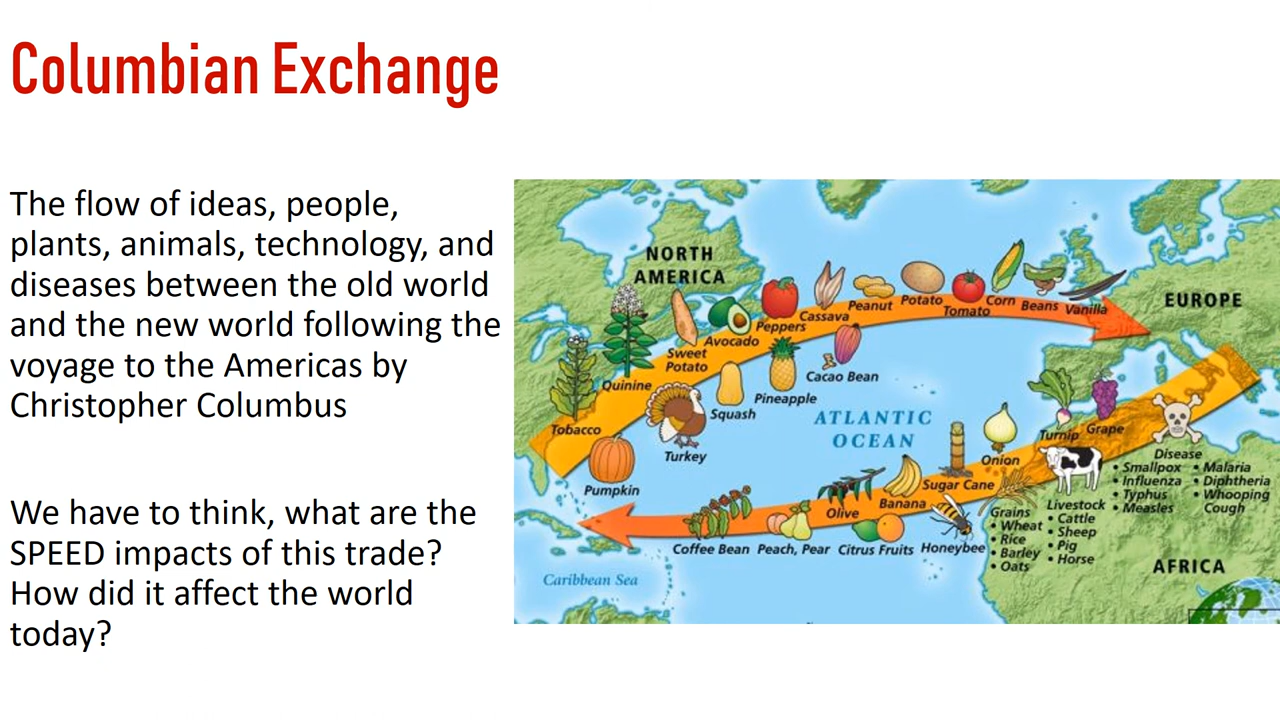 Columbian Exchange
The flow of ideas, people,
plants, animals, technology, and
diseases between the old world
and the new world following the
voyage to the Americas by
Christopher Columbus
We have to think, what are the
SPEED impacts of this trade?
How did it affect the world
today?
NORTH
AMERICA
EUROPE
AFRICA
ATLANTIC
OCEAN
Caribbean Sea
Tobacco
Quinine
Sweet
Potato
Avocado
Peppers
Cassava
Peanut
Potato
Tomato
Corn
Beans
Vanilla
Pumpkin
Turkey
Squash
Pineapple
Cacao Bean
Coffee Bean
Peach, Pear
Olive
Citrus Fruits
Banana
Honeybee
Sugar Cane
Onion
Turnip
Grape
Grains
• Wheat
• Rice
• Barley
• Oats
Livestock
• Cattle
• Sheep
• Pig
• Horse
Disease
• Smallpox
• Influenza
• Typhus
• Measles
• Malaria
• Diphtheria
• Whooping
Cough